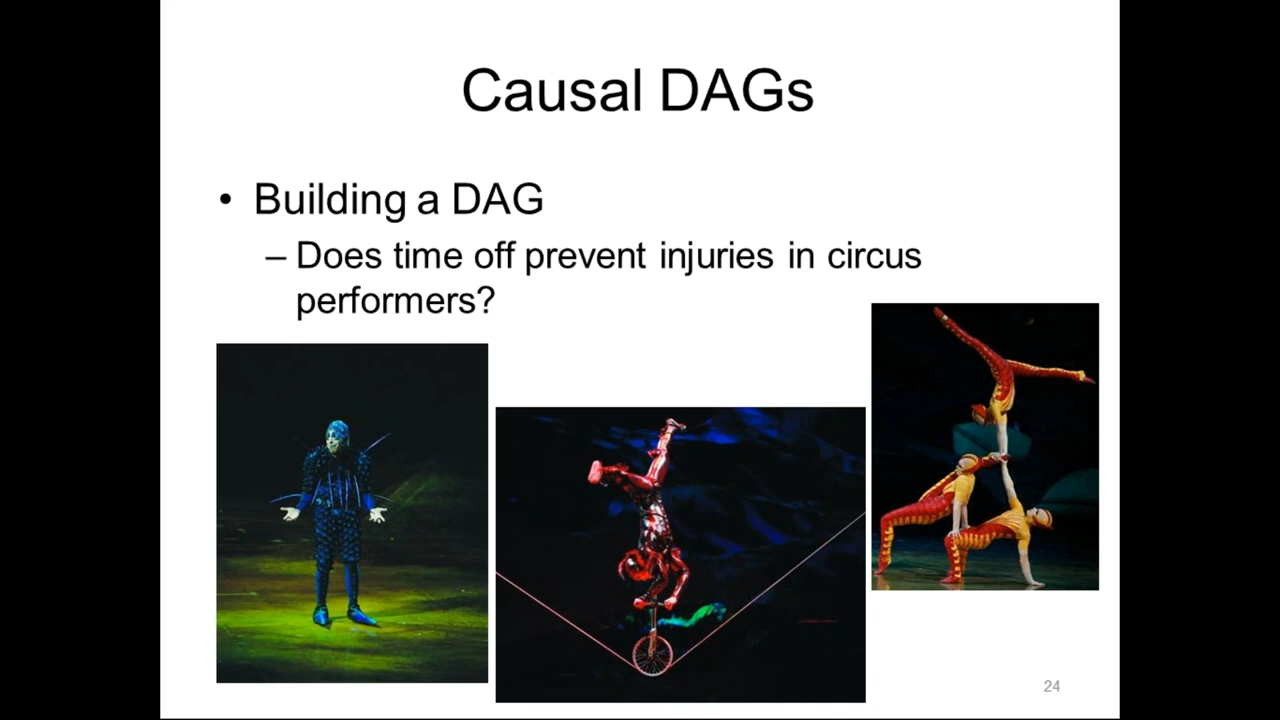 Causal DAGs
• Building a DAG
– Does time off prevent injuries in circus
performers?
24